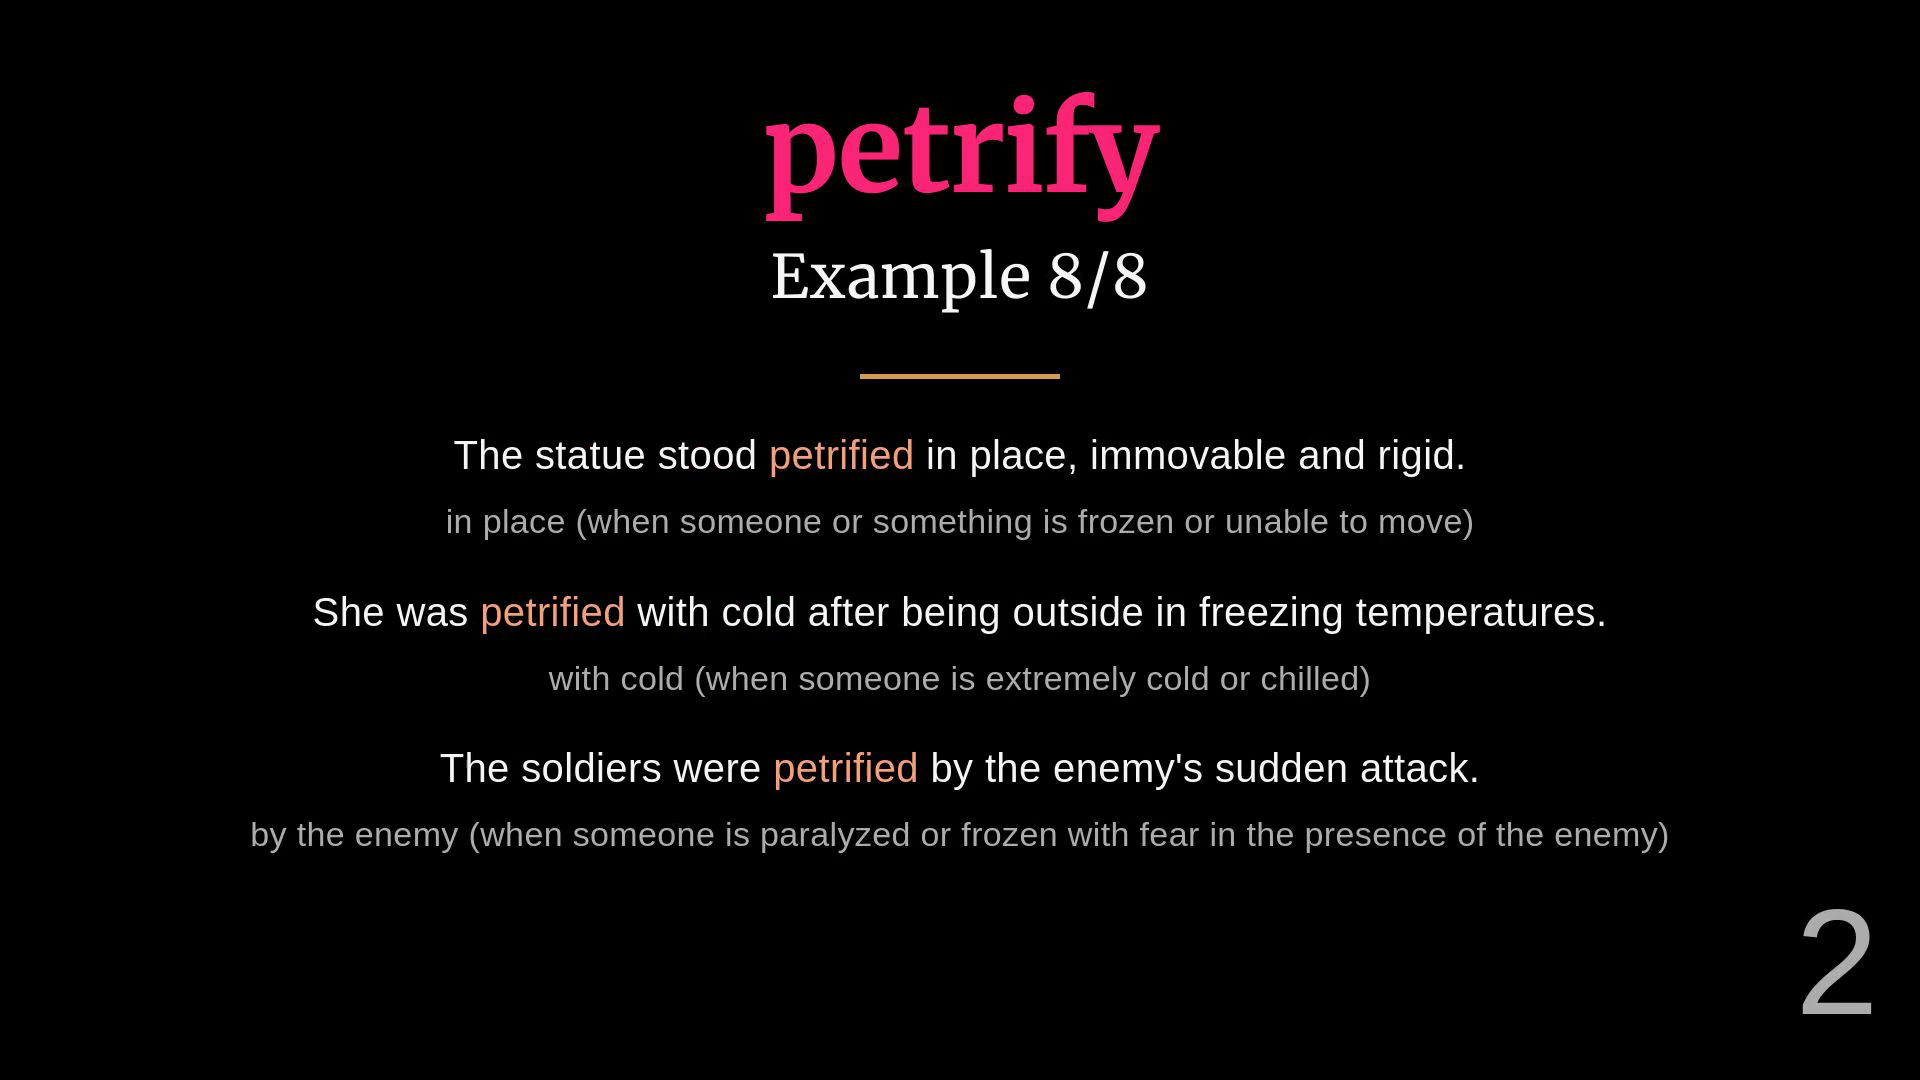 petrify
Example 8/8
The statue stood petrified in place, immovable and rigid.
in place (when someone or something is frozen or unable to move)
She was petrified with cold after being outside in freezing temperatures.
with cold (when someone is extremely cold or chilled)
The soldiers were petrified by the enemy's sudden attack.
by the enemy (when someone is paralyzed or frozen with fear in the presence of the enemy)
2